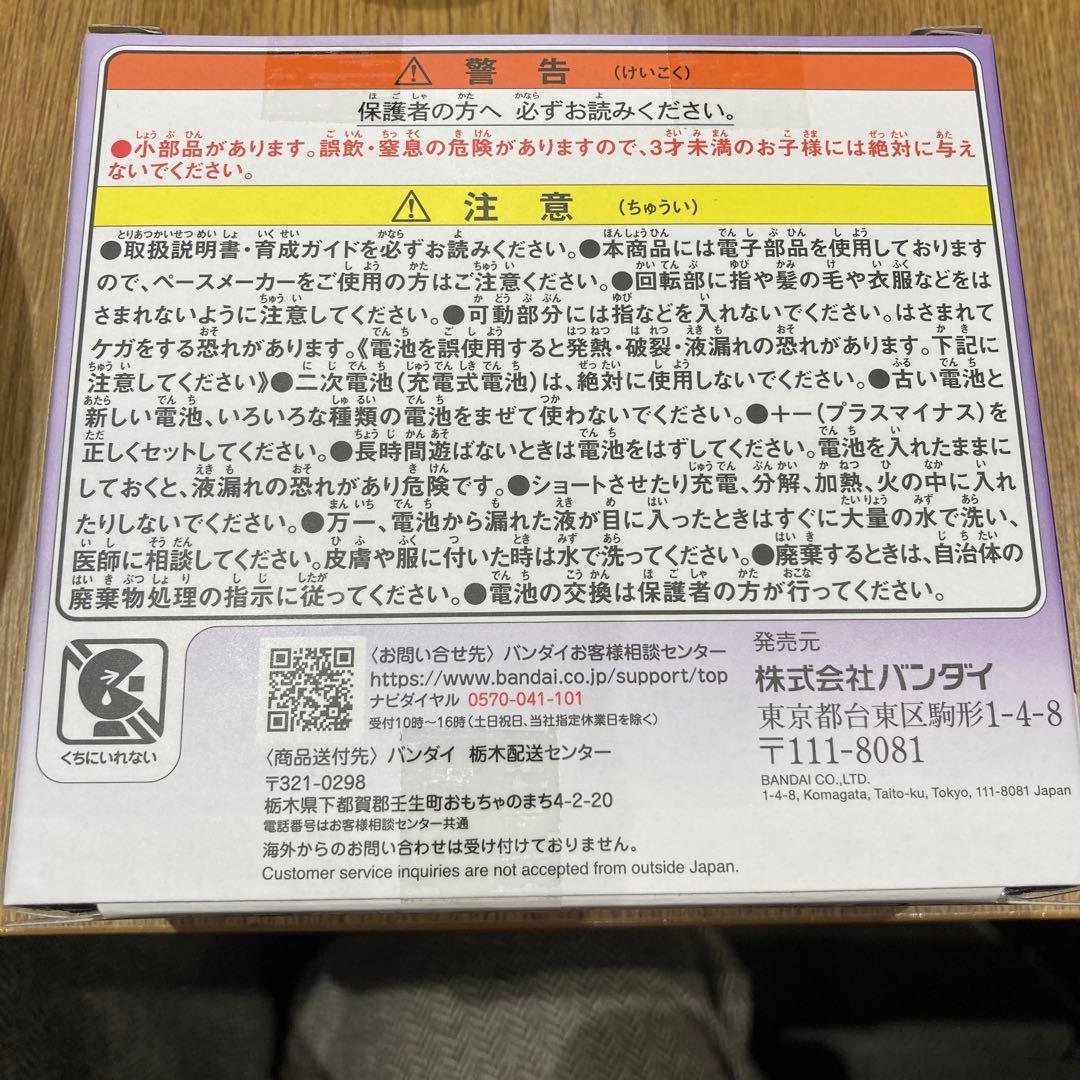 ⚠ 警告 (けいこく)
保護者の方へ 必ずお読みください。
●小部品があります。誤飲・窒息の危険がありますので、3才未満のお子様には絶対に与え
ないでください。
⚠ 注意 (ちゅうい)
●取扱説明書・育成ガイドを必ずお読みください。●本商品には電子部品を使用しております
ので、ペースメーカーをご使用の方はご注意ください。●回転部に指や髪の毛や衣服などをは
さまれないように注意してください。●可動部分には指などを入れないでください。はさまれて
ケガをする恐れがあります。《電池を誤使用すると発熱・破裂・液漏れの恐れがあります。下記に
注意してください》●二次電池(充電式電池)は、絶対に使用しないでください。●古い電池と
新しい電池、いろいろな種類の電池をまぜて使わないでください。●+−(プラスマイナス)を
正しくセットしてください。●長時間遊ばないときは電池をはずしてください。電池を入れたままに
しておくと、液漏れの恐れがあり危険です。●ショートさせたり充電、分解、加熱、火の中に入れ
たりしないでください。●万一、電池から漏れた液が目に入ったときはすぐに大量の水で洗い、
医師に相談してください。皮膚や服に付いた時は水で洗ってください。●廃棄するときは、自治体の
廃棄物処理の指示に従ってください。●電池の交換は保護者の方が行ってください。
くちにいれない
〈お問い合せ先〉バンダイお客様相談センター
https://www.bandai.co.jp/support/top
ナビダイヤル 0570-041-101
受付10時〜16時(土日祝日、当社指定休業日を除く)
〈商品送付先〉バンダイ 栃木配送センター
〒321-0298
栃木県下都賀郡壬生町おもちゃのまち4-2-20
電話番号はお客様相談センター共通
海外からのお問い合わせは受け付けておりません。
Customer service inquiries are not accepted from outside Japan.
発売元
株式会社バンダイ
東京都台東区駒形1-4-8
〒111-8081
BANDAI CO.,LTD.
1-4-8, Komagata, Taito-ku, Tokyo, 111-8081 Japan